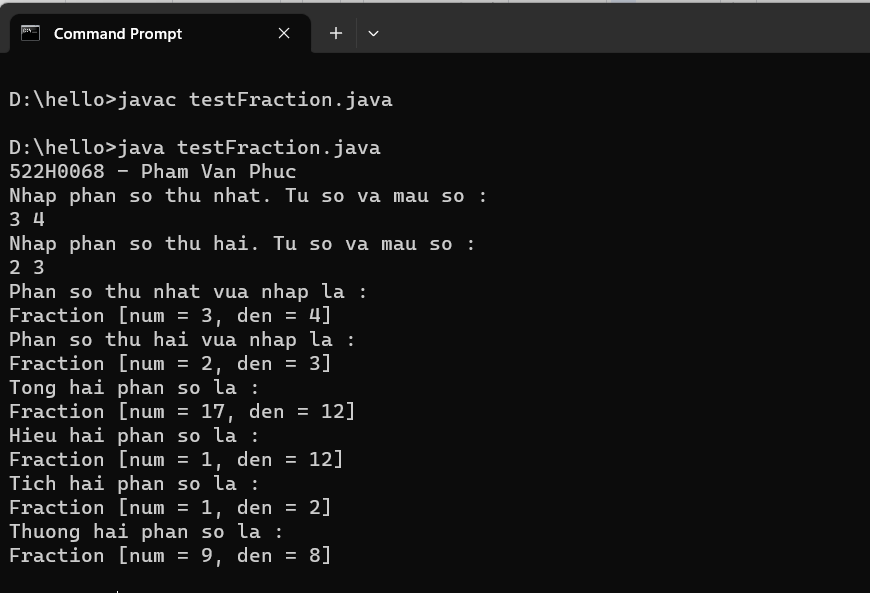 Command Prompt
D:\hello>javac testFraction.java
D:\hello>java testFraction.java
522H0068 - Pham Van Phuc
Nhap phan so thu nhat. Tu so va mau so :
3 4
Nhap phan so thu hai. Tu so va mau so :
2 3
Phan so thu nhat vua nhap la :
Fraction [num = 3, den = 4]
Phan so thu hai vua nhap la :
Fraction [num = 2, den = 3]
Tong hai phan so la :
Fraction [num = 17, den = 12]
Hieu hai phan so la :
Fraction [num = 1, den = 12]
Tich hai phan so la :
Fraction [num = 1, den = 2]
Thuong hai phan so la :
Fraction [num = 9, den = 8]